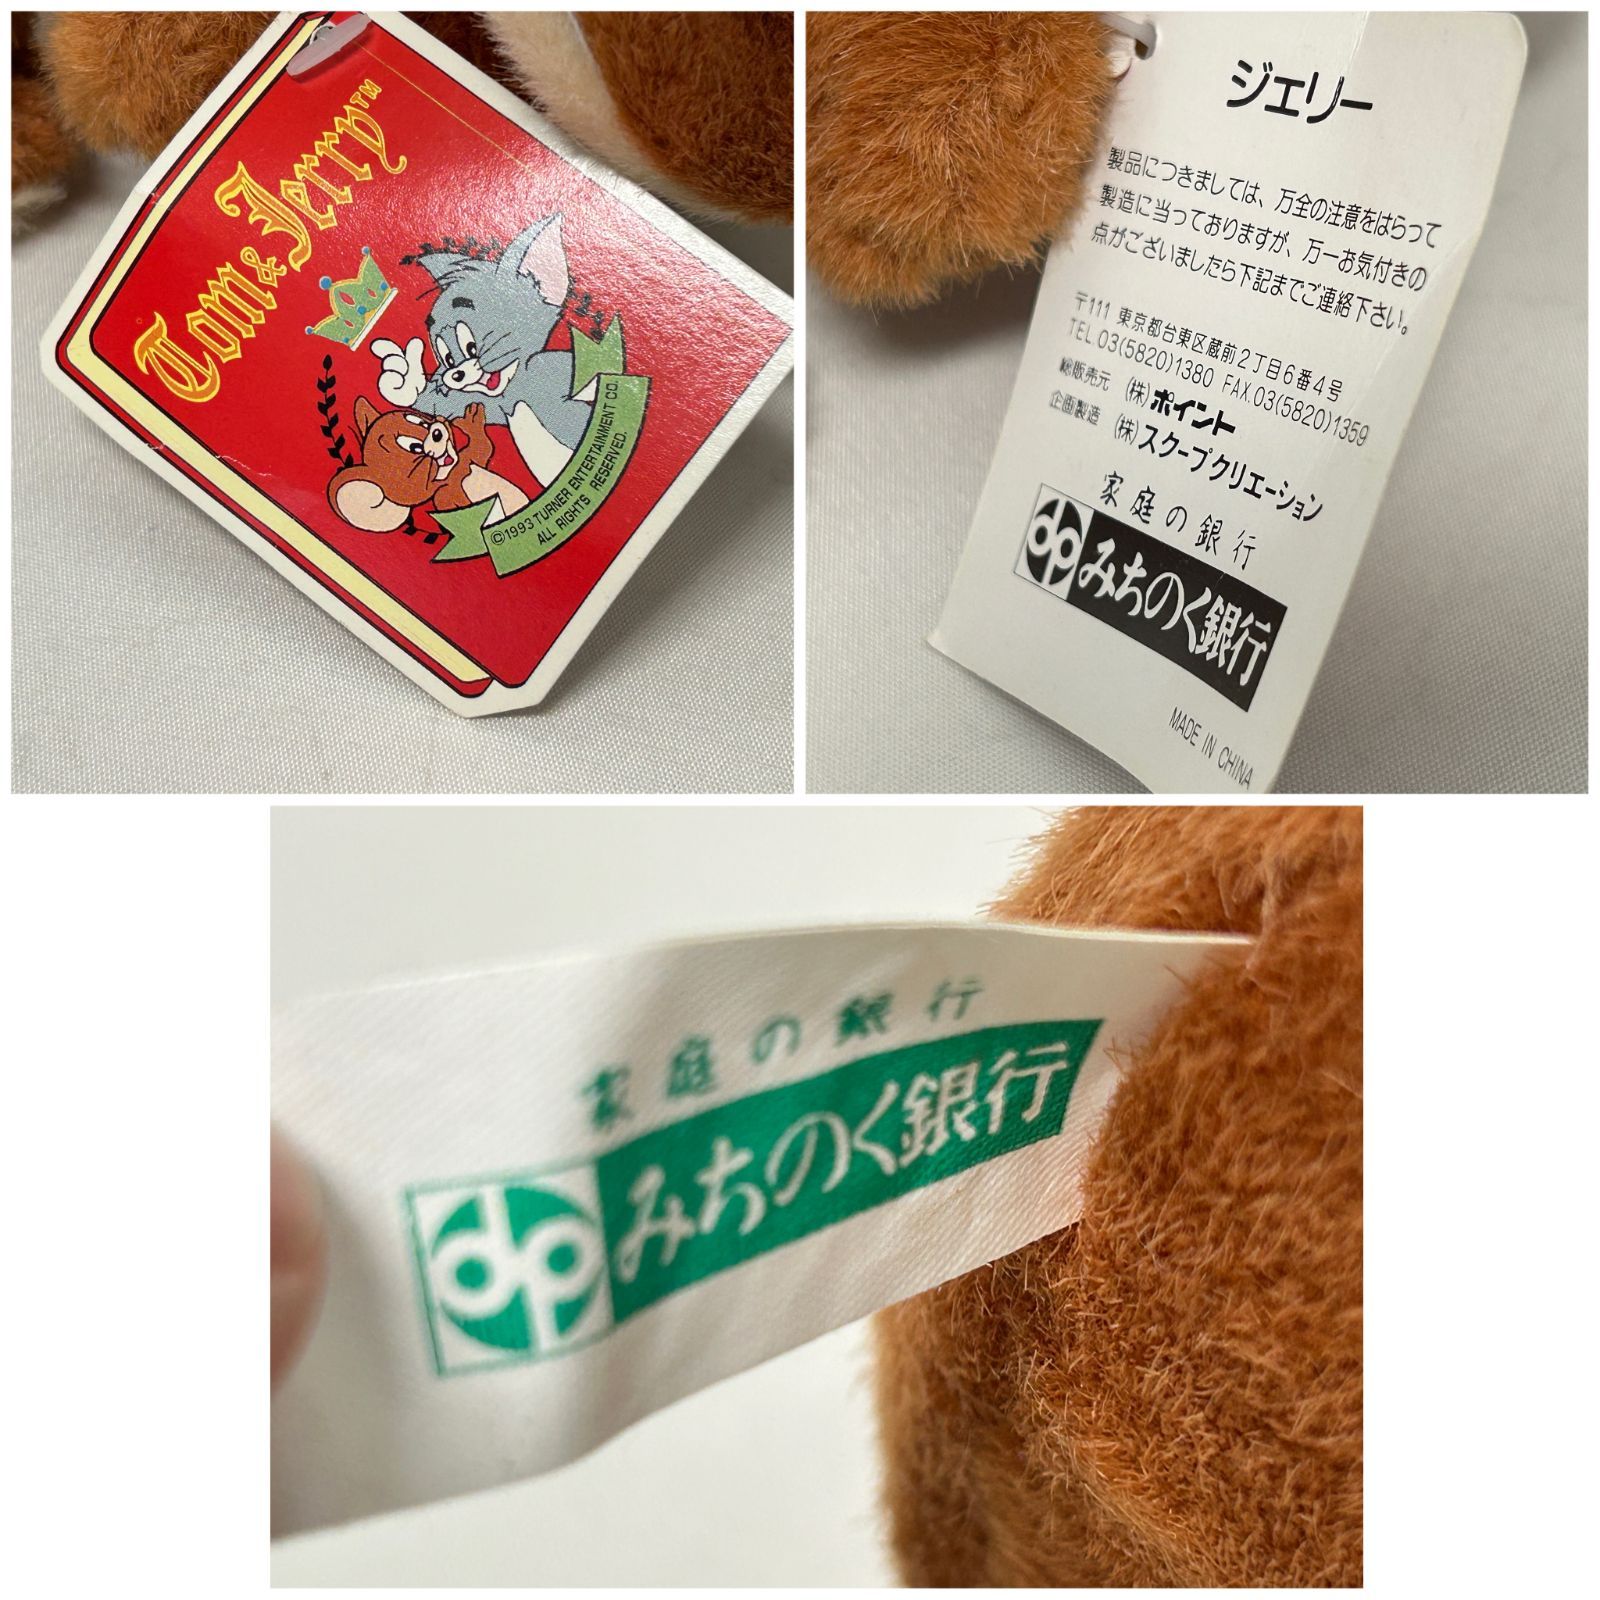 Tom & Jerry™
©1993 TURNER ENTERTAINMENT CO.
ALL RIGHTS RESERVED.
ジェリー
製品につきましては、万全の注意をはらって
製造に当っておりますが、万一お気付きの
点がございましたら下記までご連絡下さい。
〒111 東京都台東区蔵前2丁目6番4号
TEL.03(5820)1380 FAX.03(5820)1359
総販売元 (株)ポイント
企画製造 (株)スクープクリエーション
家庭の銀行
dp みちのく銀行
MADE IN CHINA
家庭の銀行
dp みちのく銀行